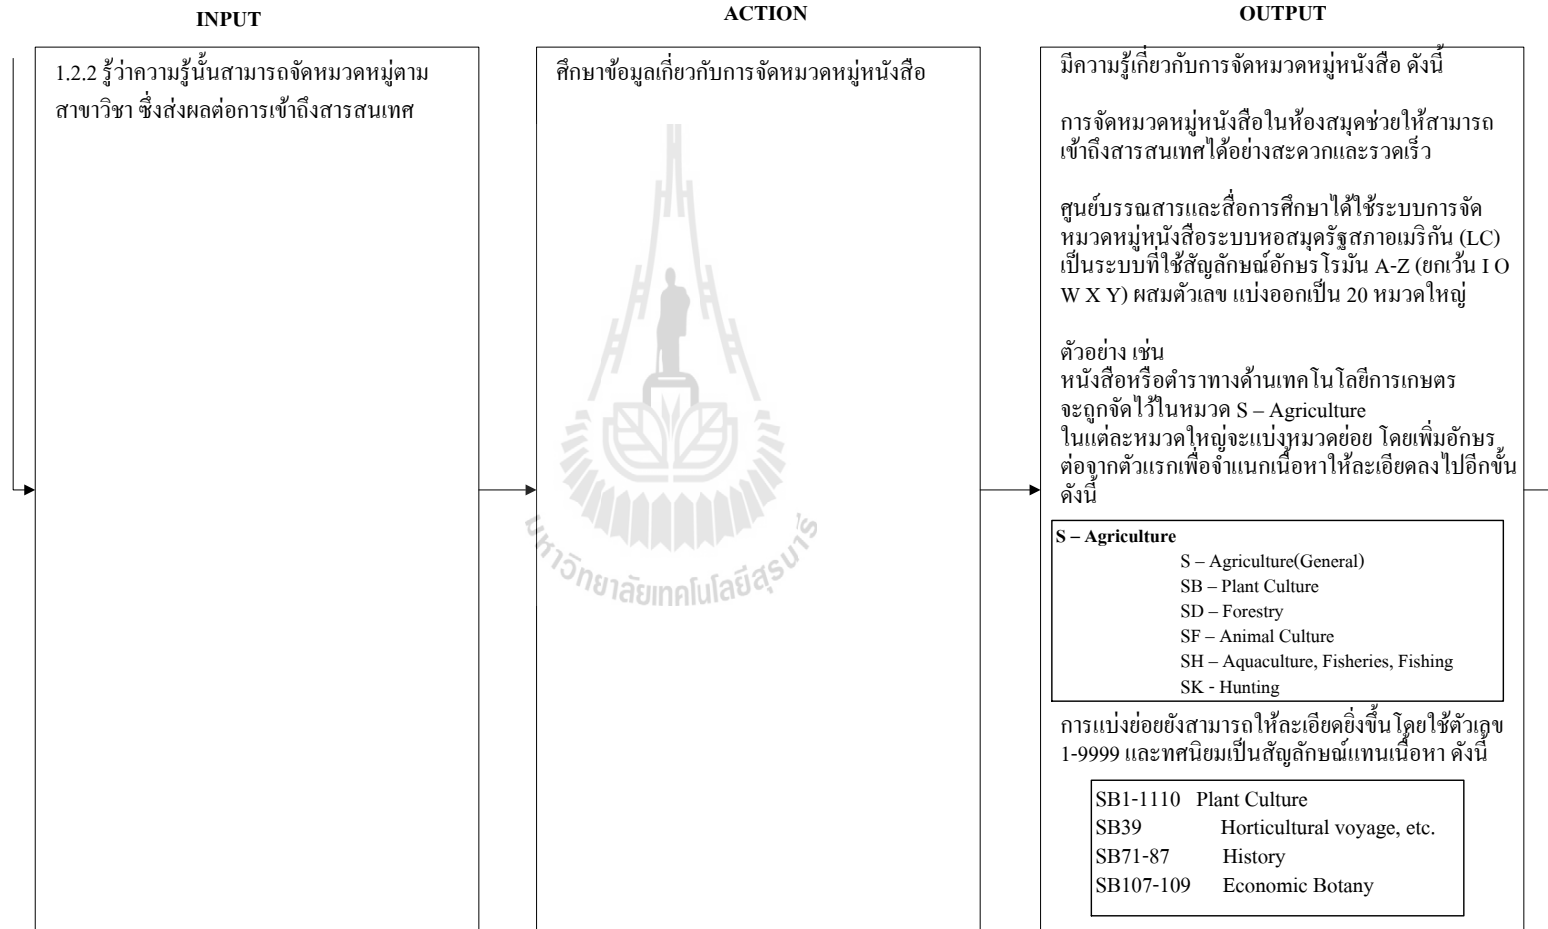 INPUT
ACTION
OUTPUT
1.2.2 รู้ว่าความรู้นั้นสามารถจัดหมวดหมู่ตาม
สาขาวิชา ซึ่งส่งผลต่อการเข้าถึงสารสนเทศ
ศึกษาข้อมูลเกี่ยวกับการจัดหมวดหมู่หนังสือ
มีความรู้เกี่ยวกับการจัดหมวดหมู่หนังสือ ดังนี้
การจัดหมวดหมู่หนังสือในห้องสมุดช่วยให้สามารถ
เข้าถึงสารสนเทศได้อย่างสะดวกและรวดเร็ว
ศูนย์บรรณสารและสื่อการศึกษาได้ใช้ระบบการจัด
หมวดหมู่หนังสือระบบหอสมุดรัฐสภาอเมริกัน (LC)
เป็นระบบที่ใช้สัญลักษณ์อักษรโรมัน A-Z (ยกเว้น I O
W X Y) ผสมตัวเลข แบ่งออกเป็น 20 หมวดใหญ่
ตัวอย่าง เช่น
หนังสือหรือตำราทางด้านเทคโนโลยีการเกษตร
จะถูกจัดไว้ในหมวด S – Agriculture
ในแต่ละหมวดใหญ่จะแบ่งหมวดย่อย โดยเพิ่มอักษร
ต่อจากตัวแรกเพื่อจำแนกเนื้อหาให้ละเอียดลงไปอีกขั้น
ดังนี้
S – Agriculture
S – Agriculture(General)
SB – Plant Culture
SD – Forestry
SF – Animal Culture
SH – Aquaculture, Fisheries, Fishing
SK - Hunting
การแบ่งย่อยยังสามารถให้ละเอียดยิ่งขึ้นโดยใช้ตัวเลข
1-9999 และทศนิยมเป็นสัญลักษณ์แทนเนื้อหา ดังนี้
SB1-1110 Plant Culture
SB39 Horticultural voyage, etc.
SB71-87 History
SB107-109 Economic Botany
มหาวิทยาลัยเทคโนโลยีสุรนารี